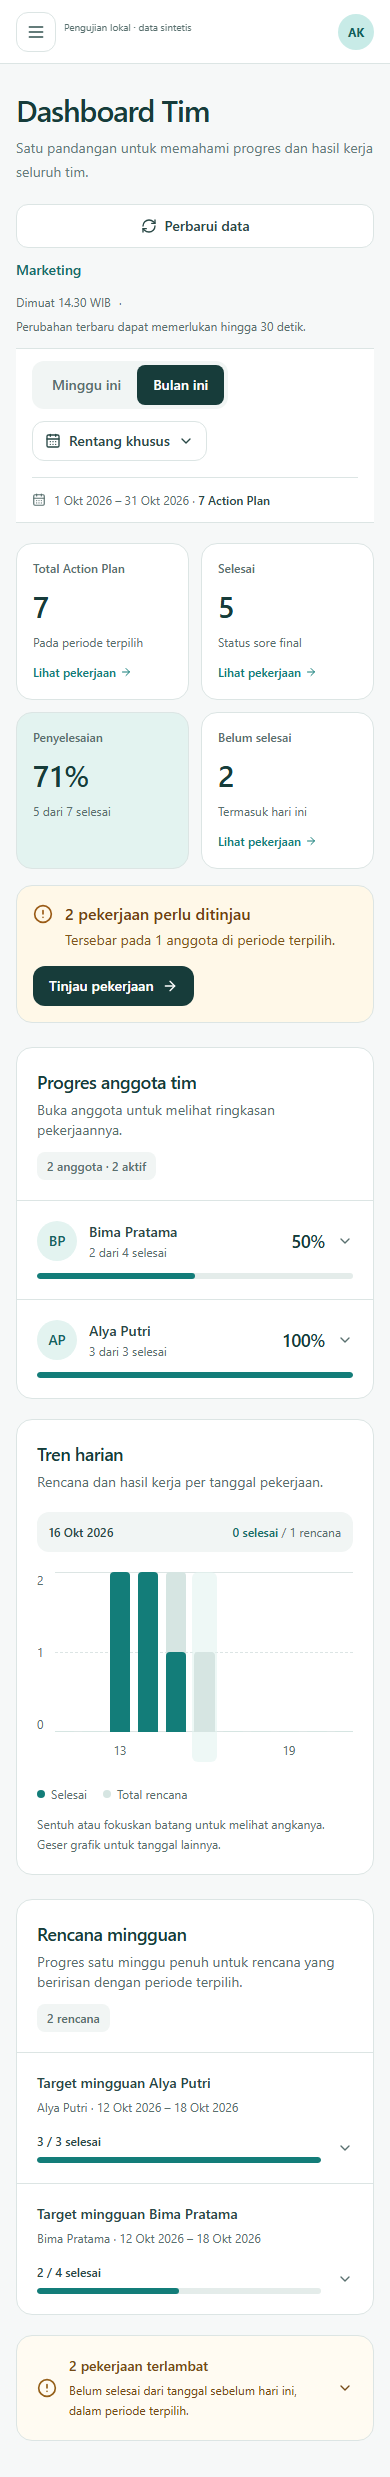 Pengujian lokal · data sintetis
AK
Dashboard Tim
Satu pandangan untuk memahami progres dan hasil kerja
seluruh tim.
Perbarui data
Marketing
Dimuat 14.30 WIB ·
Perubahan terbaru dapat memerlukan hingga 30 detik.
Minggu ini
Bulan ini
Rentang khusus
1 Okt 2026 – 31 Okt 2026 · 7 Action Plan
Total Action Plan
7
Pada periode terpilih
Lihat pekerjaan →
Selesai
5
Status sore final
Lihat pekerjaan →
Penyelesaian
71%
5 dari 7 selesai
Belum selesai
2
Termasuk hari ini
Lihat pekerjaan →
2 pekerjaan perlu ditinjau
Tersebar pada 1 anggota di periode terpilih.
Tinjau pekerjaan →
Progres anggota tim
Buka anggota untuk melihat ringkasan
pekerjaannya.
2 anggota · 2 aktif
BP
Bima Pratama
2 dari 4 selesai
50%
AP
Alya Putri
3 dari 3 selesai
100%
Tren harian
Rencana dan hasil kerja per tanggal pekerjaan.
16 Okt 2026
0 selesai / 1 rencana
2
1
0
13
19
Selesai
Total rencana
Sentuh atau fokuskan batang untuk melihat angkanya.
Geser grafik untuk tanggal lainnya.
Rencana mingguan
Progres satu minggu penuh untuk rencana yang
beririsan dengan periode terpilih.
2 rencana
Target mingguan Alya Putri
Alya Putri · 12 Okt 2026 – 18 Okt 2026
3 / 3 selesai
Target mingguan Bima Pratama
Bima Pratama · 12 Okt 2026 – 18 Okt 2026
2 / 4 selesai
2 pekerjaan terlambat
Belum selesai dari tanggal sebelum hari ini,
dalam periode terpilih.